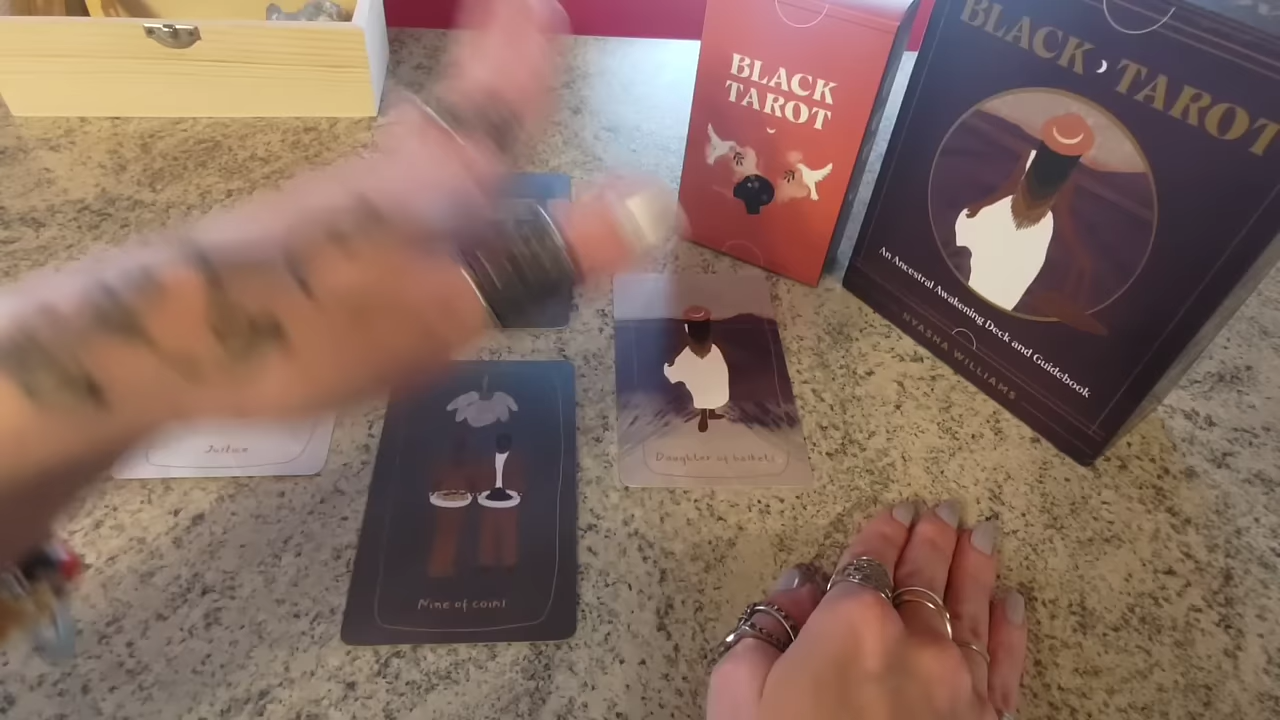 BLACK
TAROT
BLACK TAROT
An Ancestral Awakening Deck and Guidebook
NYASHA WILLIAMS
Justice
Daughter of baskets
Nine of coins